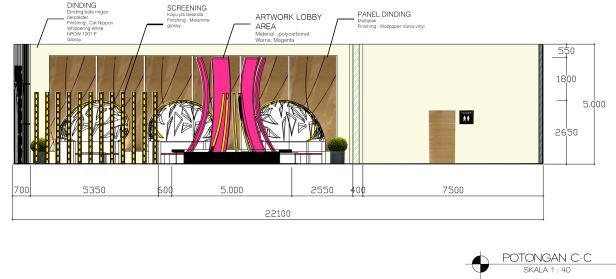 DINDING
Dinding bata ringan
berplester
Finishing : Cat Nippon
Whispering White
NPOW 1001 P
Glossy
SCREENING
Kayu jati belanda
Finishing : Melamine
glossy
ARTWORK LOBBY
AREA
Material : polycarbonat
Warna: Magenta
PANEL DINDING
Multiplek
Finishing : Wallpaper Vania vinyl
550
1800
5.000
2650
700 5350 600 5.000 2550 400 7500
22100
POTONGAN C-C
SKALA 1 : 40